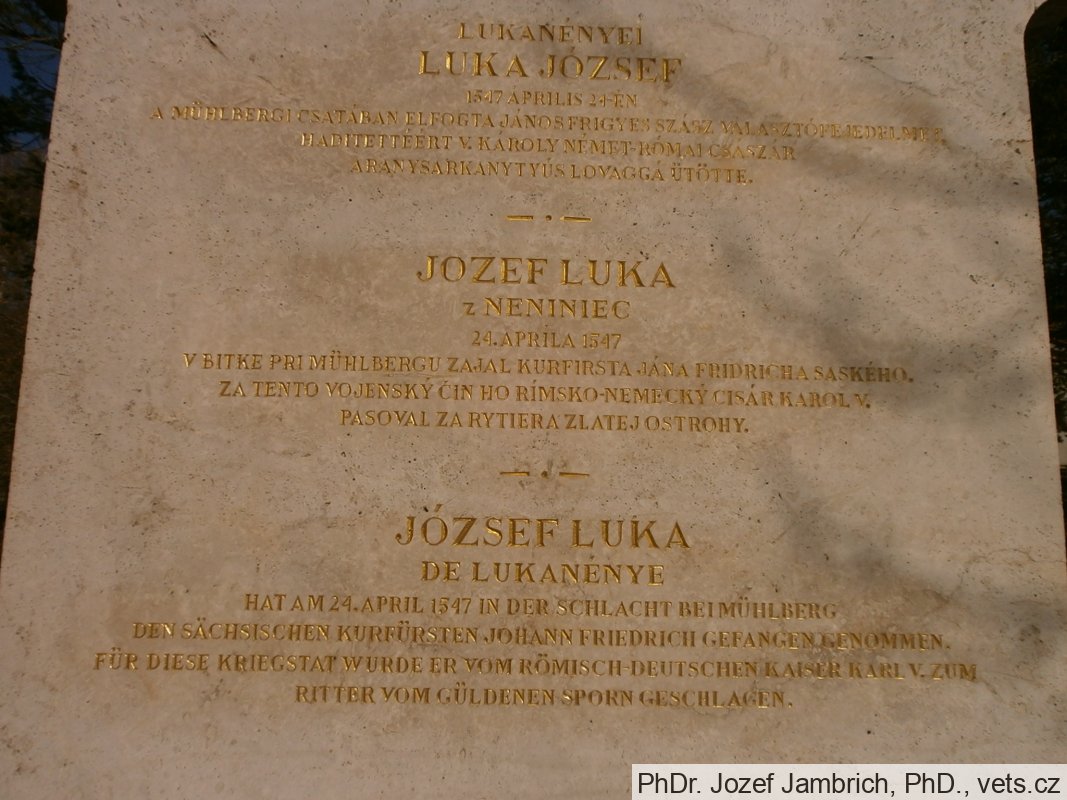 LUKANÉNYEI
LUKA JÓZSEF
1547 ÁPRILIS 24-ÉN
A MÜHLBERGI CSATÁBAN ELFOGTA JÁNOS FRIGYES SZÁSZ VÁLASZTÓFEJEDELMET.
HADITETTÉÉRT V. KÁROLY NÉMET-RÓMAI CSÁSZÁR
ARANYSARKANTYÚS LOVAGGÁ ÜTÖTTE.
JOZEF LUKA
z NENINIEC
24. APRÍLA 1547
V BITKE PRI MÜHLBERGU ZAJAL KURFIRSTA JÁNA FRIDRICHA SASKÉHO.
ZA TENTO VOJENSKÝ ČIN HO RÍMSKO-NEMECKÝ CISÁR KAROL V.
PASOVAL ZA RYTIERA ZLATEJ OSTROHY.
JÓZSEF LUKA
DE LUKANÉNYE
HAT AM 24. APRIL 1547 IN DER SCHLACHT BEI MÜHLBERG
DEN SÄCHSISCHEN KURFÜRSTEN JOHANN FRIEDRICH GEFANGEN GENOMMEN.
FÜR DIESE KRIEGSTAT WURDE ER VOM RÖMISCH-DEUTSCHEN KAISER KARL V. ZUM
RITTER VOM GÜLDENEN SPORN GESCHLAGEN.
PhDr. Jozef Jambrich, PhD., vets.cz